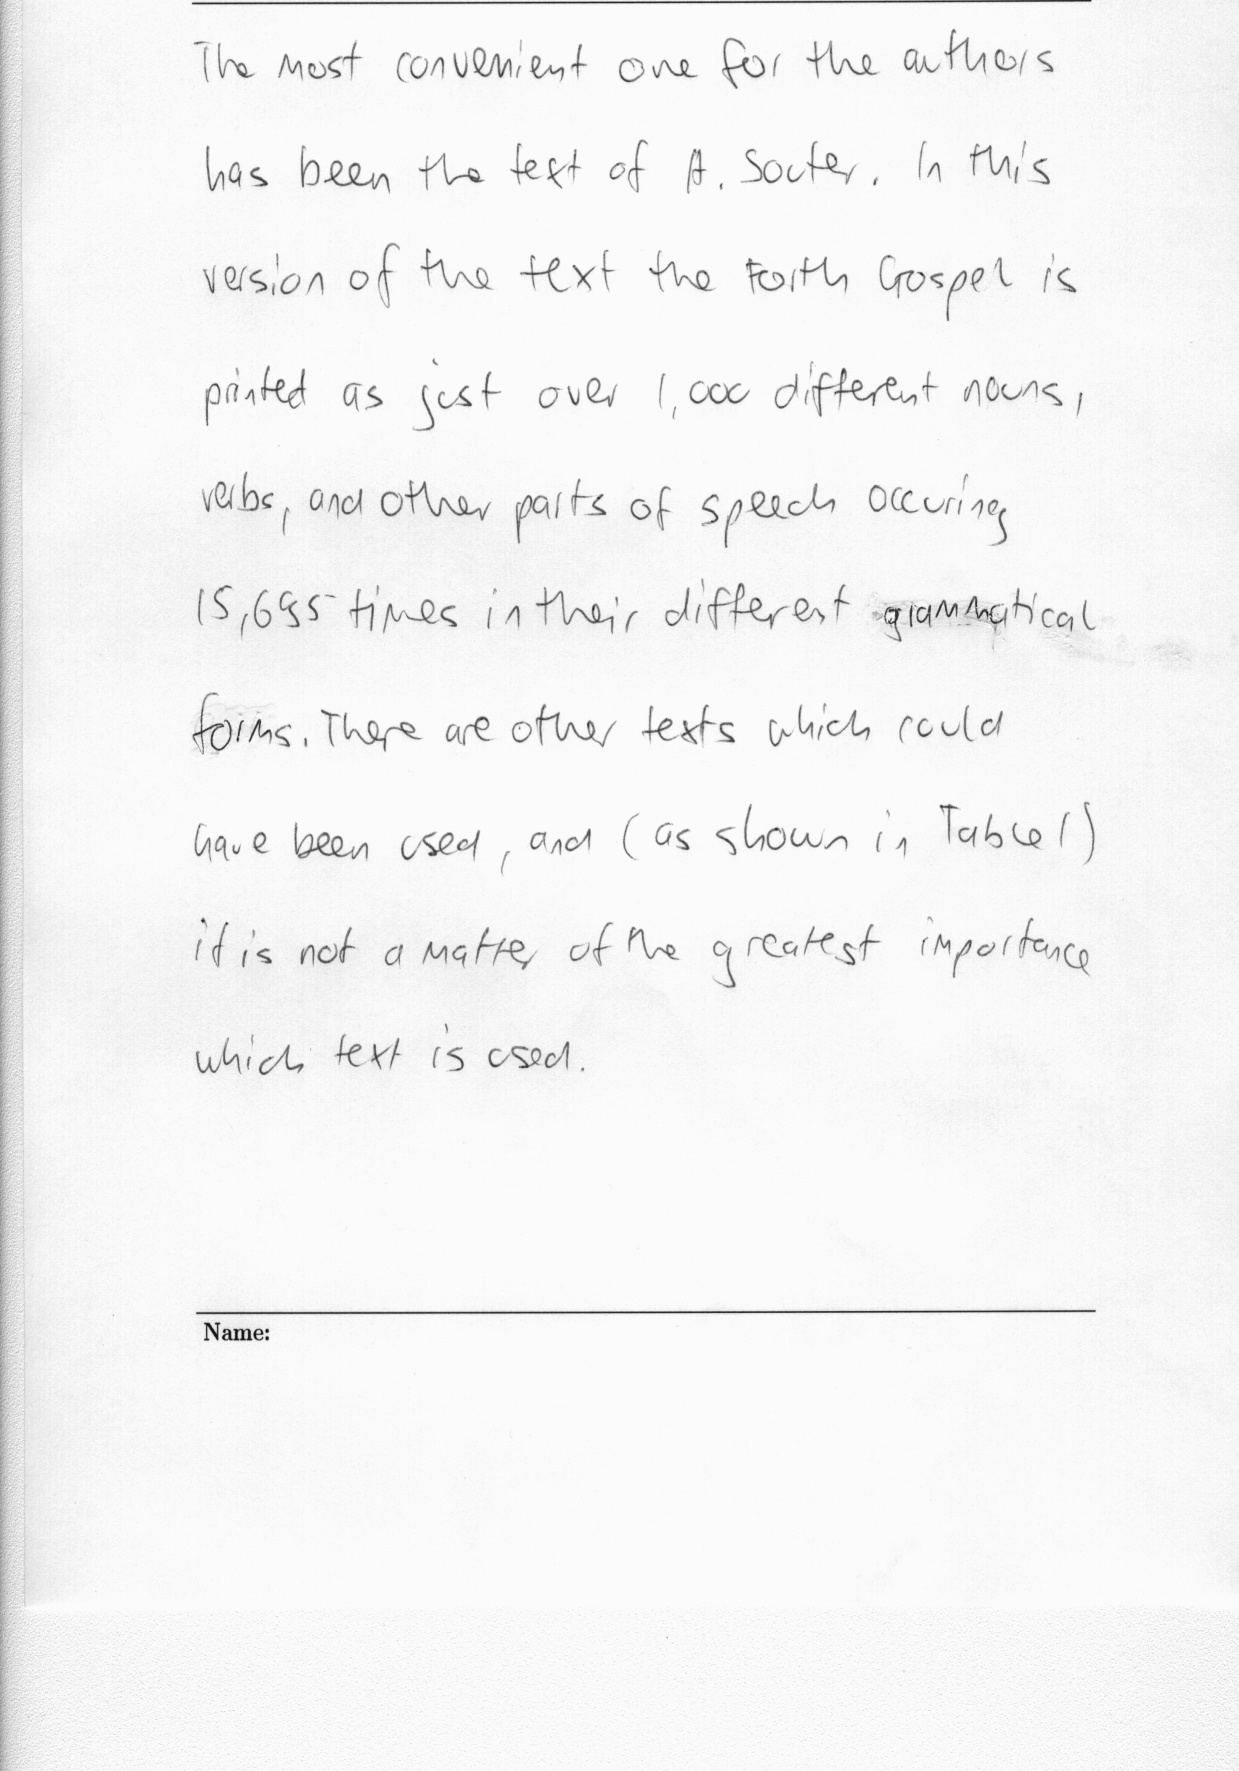 The most convenient one for the authors
has been the text of A. Souter. In this
version of the text the Forth Gospel is
printed as just over 1,000 different nouns,
verbs, and other parts of speech occuring
15,695 times in their different grammatical
forms. There are other texts which could
have been used, and (as shown in Table 1)
it is not a matter of the greatest importance
which text is used.
Name: